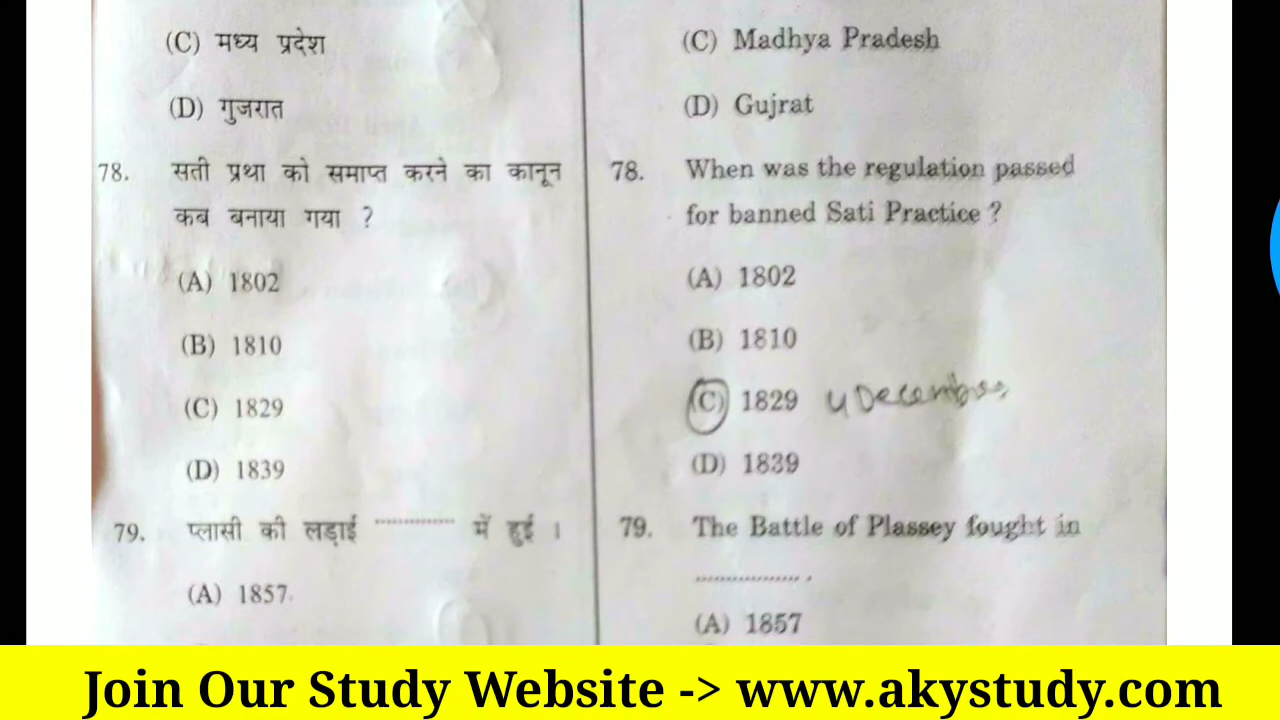 (C) मध्य प्रदेश
(D) गुजरात
78. सती प्रथा को समाप्त करने का कानून
कब बनाया गया ?
(A) 1802
(B) 1810
(C) 1829
(D) 1839
79. प्लासी की लड़ाई ............... में हुई ।
(A) 1857
(C) Madhya Pradesh
(D) Gujrat
78. When was the regulation passed
for banned Sati Practice ?
(A) 1802
(B) 1810
(C) 1829 4 December
(D) 1839
79. The Battle of Plassey fought in
.................. .
(A) 1857
Join Our Study Website -> www.akystudy.com